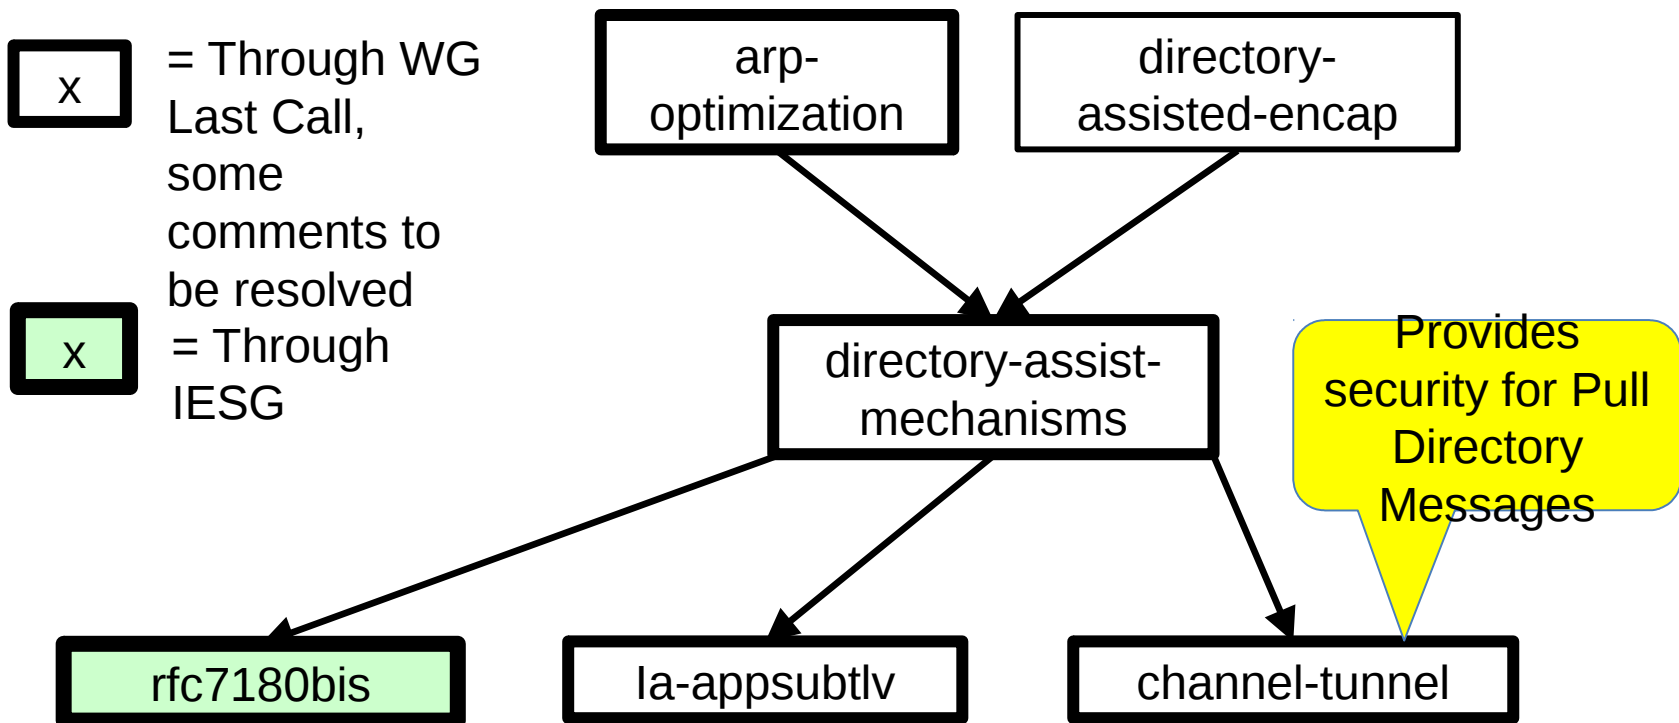 x
= Through WG
Last Call,
some
comments to
be resolved
x
= Through
IESG
arp-
optimization
directory-
assisted-encap
directory-assist-
mechanisms
Provides
security for Pull
Directory
Messages
rfc7180bis
Ia-appsubtlv
channel-tunnel